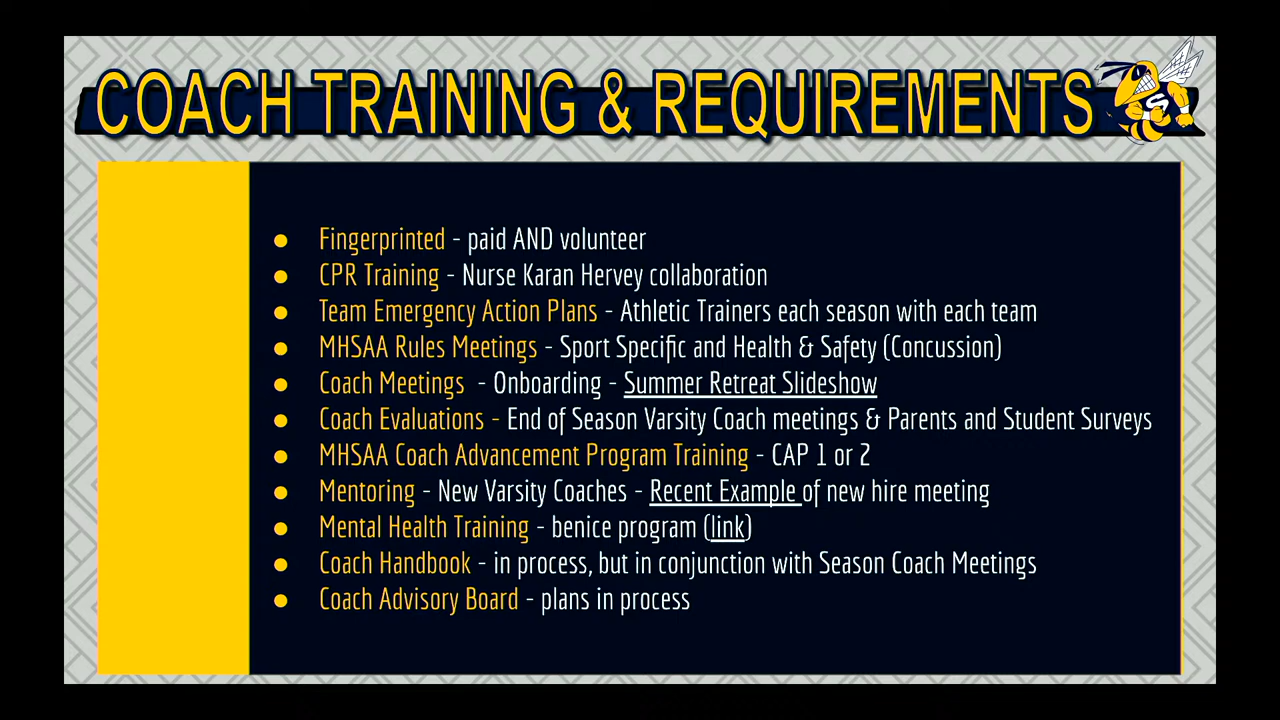 COACH TRAINING & REQUIREMENTS
● Fingerprinted - paid AND volunteer
● CPR Training - Nurse Karan Hervey collaboration
● Team Emergency Action Plans - Athletic Trainers each season with each team
● MHSAA Rules Meetings - Sport Specific and Health & Safety (Concussion)
● Coach Meetings - Onboarding - Summer Retreat Slideshow
● Coach Evaluations - End of Season Varsity Coach meetings & Parents and Student Surveys
● MHSAA Coach Advancement Program Training - CAP 1 or 2
● Mentoring - New Varsity Coaches - Recent Example of new hire meeting
● Mental Health Training - benice program (link)
● Coach Handbook - in process, but in conjunction with Season Coach Meetings
● Coach Advisory Board - plans in process